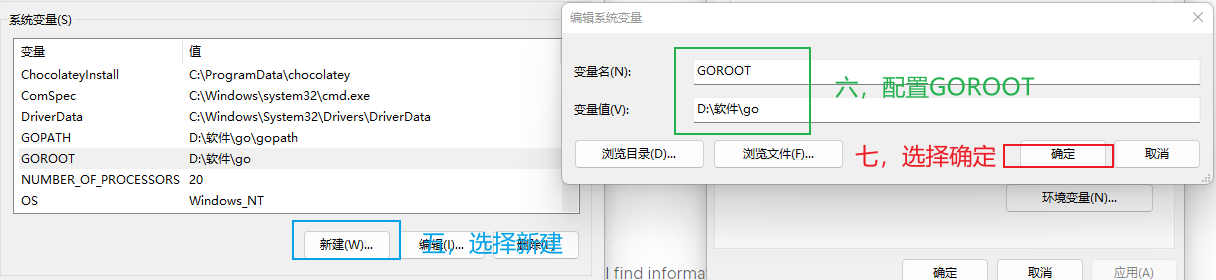 系统变量(S)
变量 值
ChocolateyInstall C:\ProgramData\chocolatey
ComSpec C:\Windows\system32\cmd.exe
DriverData C:\Windows\System32\Drivers\DriverData
GOPATH D:\软件\go\gopath
GOROOT D:\软件\go
NUMBER_OF_PROCESSORS 20
OS Windows_NT
新建(W)... 编辑(I)... 删除(L)
五，选择新建
编辑系统变量
变量名(N): GOROOT
变量值(V): D:\软件\go
六，配置GOROOT
浏览目录(D)... 浏览文件(F)... 确定 取消
七，选择确定
环境变量(N)...
I find informa
确定 取消 应用(A)